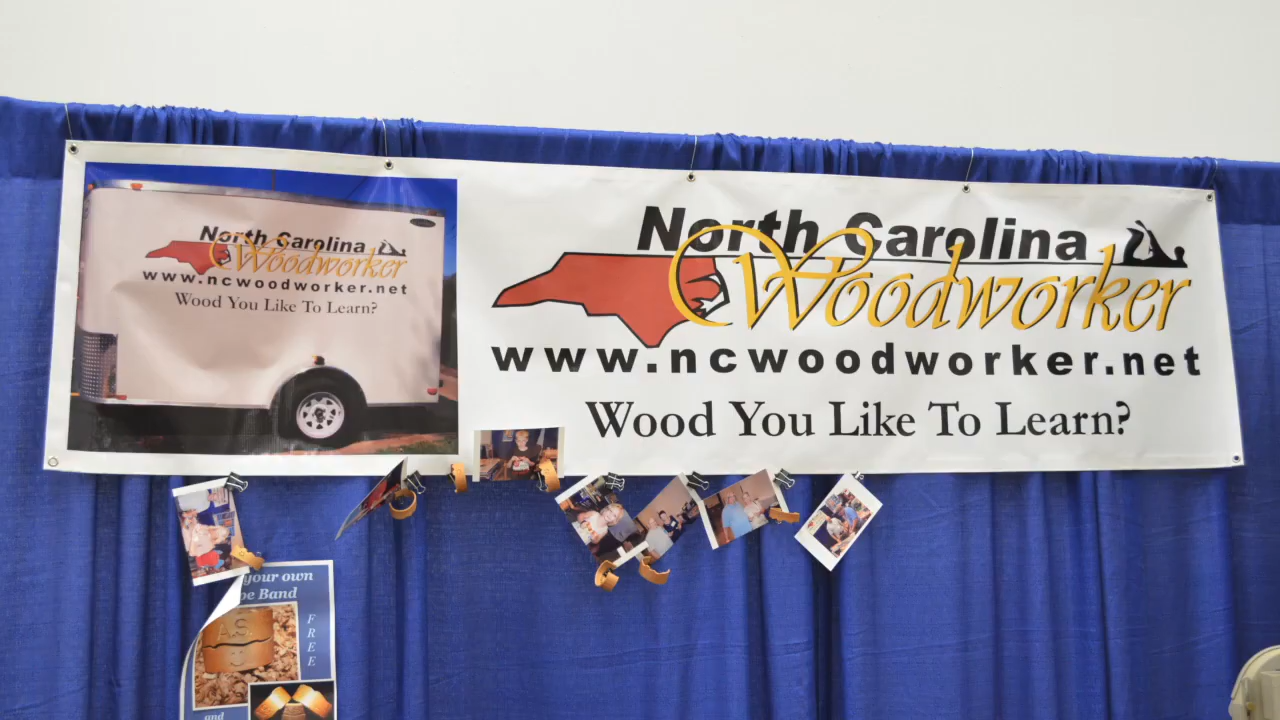 North Carolina
Woodworker
www.ncwoodworker.net
Wood You Like To Learn?
North Carolina
Woodworker
www.ncwoodworker.net
Wood You Like To Learn?
your own
Band
FREE
A.S.
and